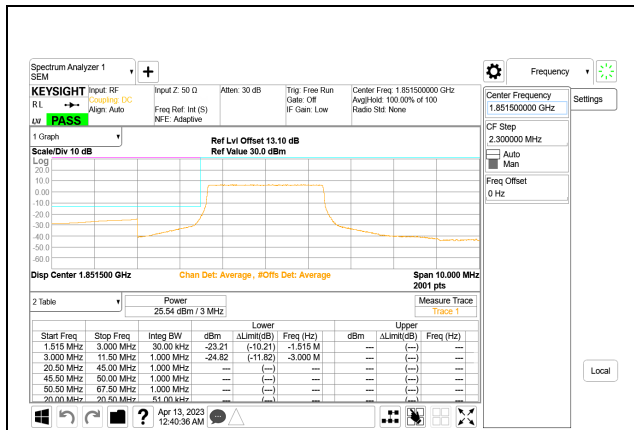 Spectrum Analyzer 1
SEM
Frequency
KEYSIGHT
R L
LXI PASS
Input: RF
Coupling: DC
Align: Auto
Input Z: 50 Ω
Freq Ref: Int (S)
NFE: Adaptive
Atten: 30 dB
Trig: Free Run
Gate: Off
IF Gain: Low
Center Freq: 1.851500000 GHz
Avg|Hold: 100.00% of 100
Radio Std: None
Center Frequency
1.851500000 GHz
Settings
CF Step
2.300000 MHz
Auto
Man
Freq Offset
0 Hz
Local
1 Graph
Scale/Div 10 dB
Ref Lvl Offset 13.10 dB
Ref Value 30.0 dBm
Log
20.0
10.0
0.00
-10.0
-20.0
-30.0
-40.0
-50.0
-60.0
Disp Center 1.851500 GHz
Chan Det: Average, #Offs Det: Average
Span 10.000 MHz
2001 pts
2 Table
Power
25.54 dBm / 3 MHz
Measure Trace
Trace 1
Lower Upper
Start Freq Stop Freq Integ BW dBm ΔLimit(dB) Freq (Hz) dBm ΔLimit(dB) Freq (Hz)
1.515 MHz 3.000 MHz 30.00 kHz -23.21 (-10.21) -1.515 M --- (---) ---
3.000 MHz 11.50 MHz 1.000 MHz -24.82 (-11.82) -3.000 M --- (---) ---
20.50 MHz 45.00 MHz 1.000 MHz --- (---) --- --- (---) ---
45.50 MHz 50.00 MHz 1.000 MHz --- (---) --- --- (---) ---
50.50 MHz 67.50 MHz 1.000 MHz --- (---) --- --- (---) ---
20.00 MHz 20.50 MHz 51.00 kHz --- (---) --- --- (---) ---
? Apr 13, 2023
12:40:36 AM